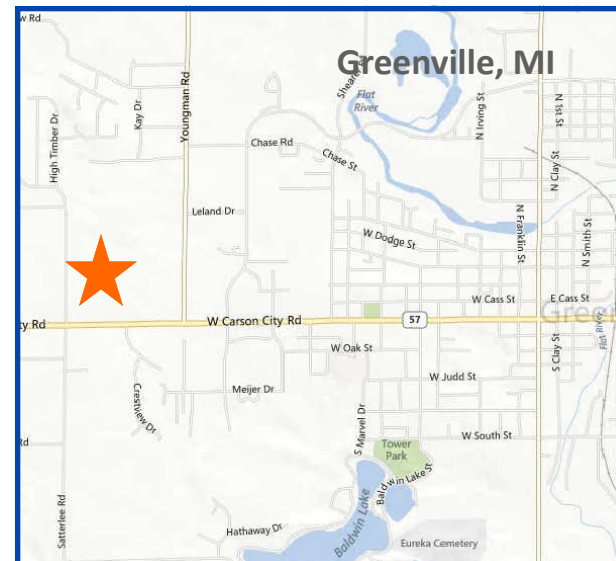 w Rd
Greenville, MI
Shearer
Flat
River
Youngman Rd
Kay Dr
High Timber Dr
N Irving St
N 1st St
Chase Rd
Chase St
N Clay St
Leland Dr
N Franklin St
W Dodge St
N Smith St
W Cass St
E Cass St
ty Rd
W Carson City Rd
57
Green
W Oak St
Flat River
S Clay St
Meijer Dr
W Judd St
Crestview Dr
S Marvel Dr
Rd
W South St
Tower
Park
Baldwin Lake St
Satterlee Rd
Hathaway Dr
Baldwin Lake
Eureka Cemetery